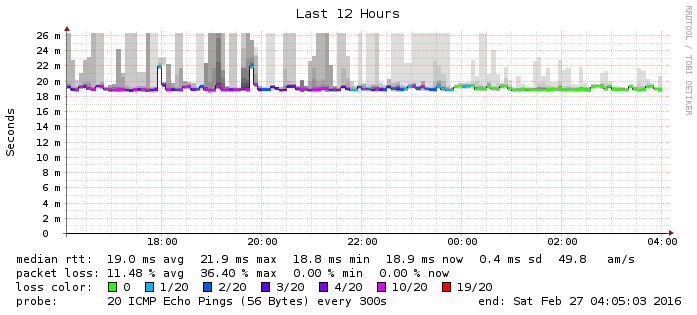 Last 12 Hours
RRDTOOL / TOBI OETIKER
Seconds
26 m
24 m
22 m
20 m
18 m
16 m
14 m
12 m
10 m
8 m
6 m
4 m
2 m
0
18:00 20:00 22:00 00:00 02:00 04:00
median rtt: 19.0 ms avg 21.9 ms max 18.8 ms min 18.9 ms now 0.4 ms sd 49.8 am/s
packet loss: 11.48 % avg 36.40 % max 0.00 % min 0.00 % now
loss color: 0 1/20 2/20 3/20 4/20 10/20 19/20
probe: 20 ICMP Echo Pings (56 Bytes) every 300s end: Sat Feb 27 04:05:03 2016